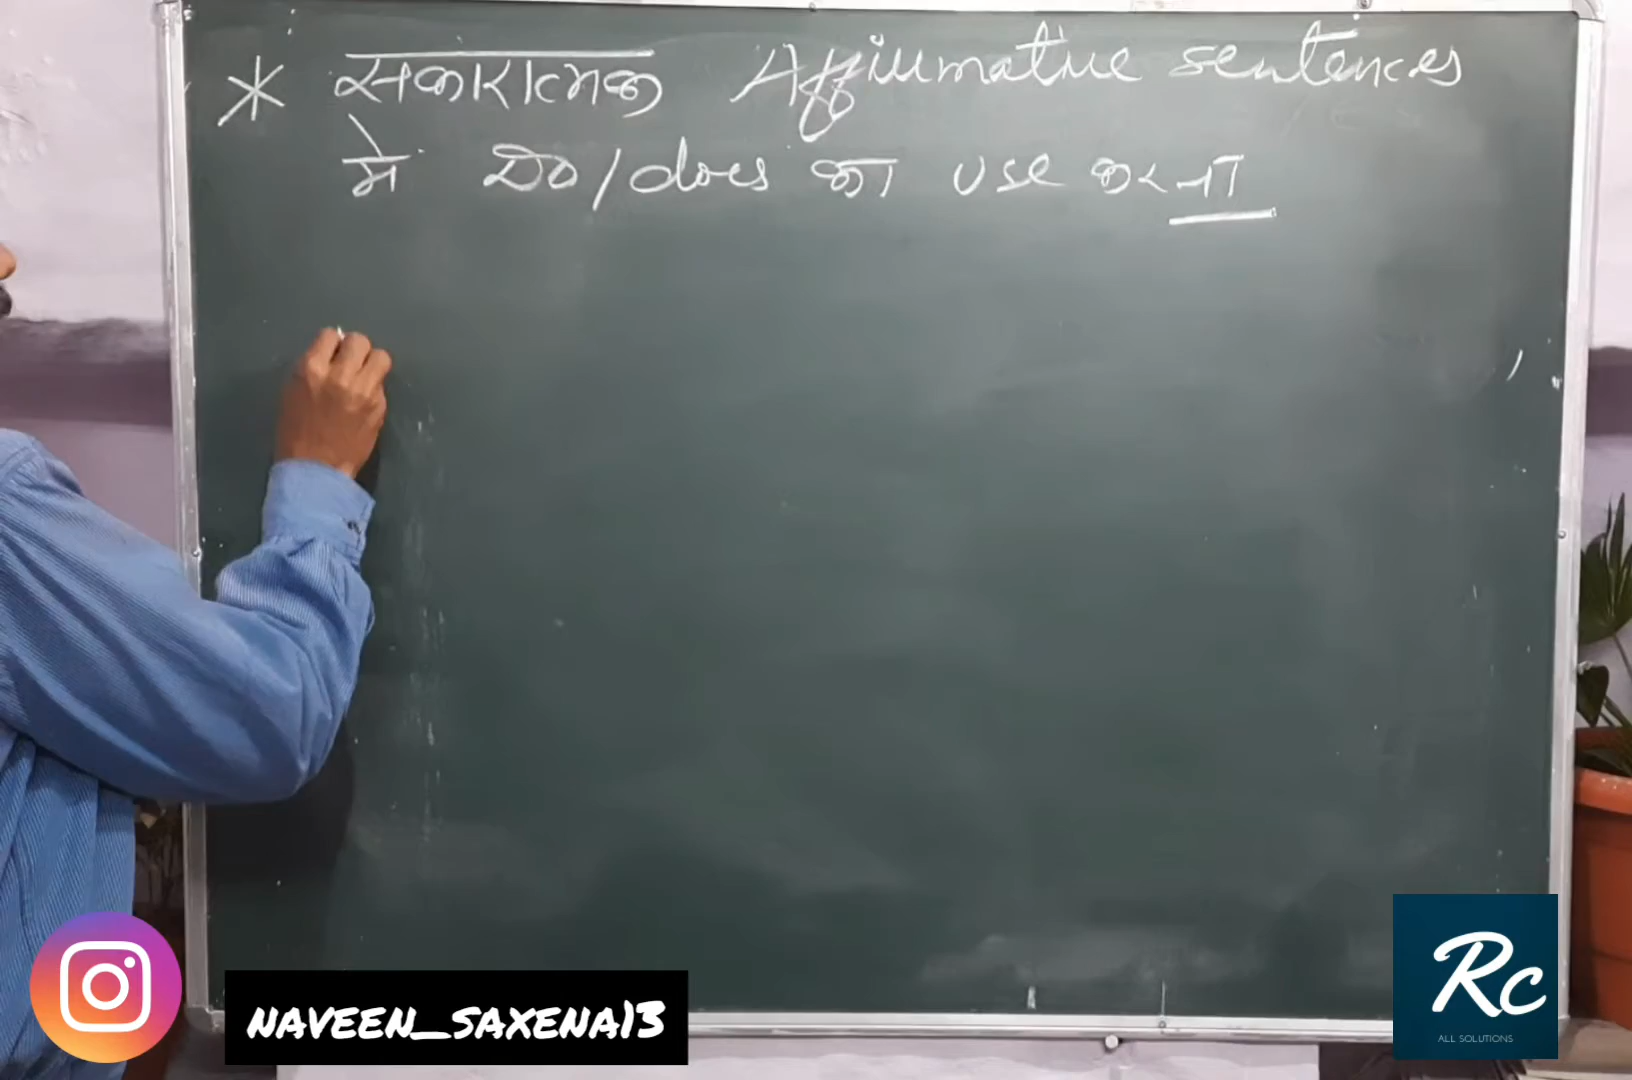 * सकारात्मक Affirmative sentences
मे Do/does का use करना
naveen_saxena13
Rc
ALL SOLUTIONS